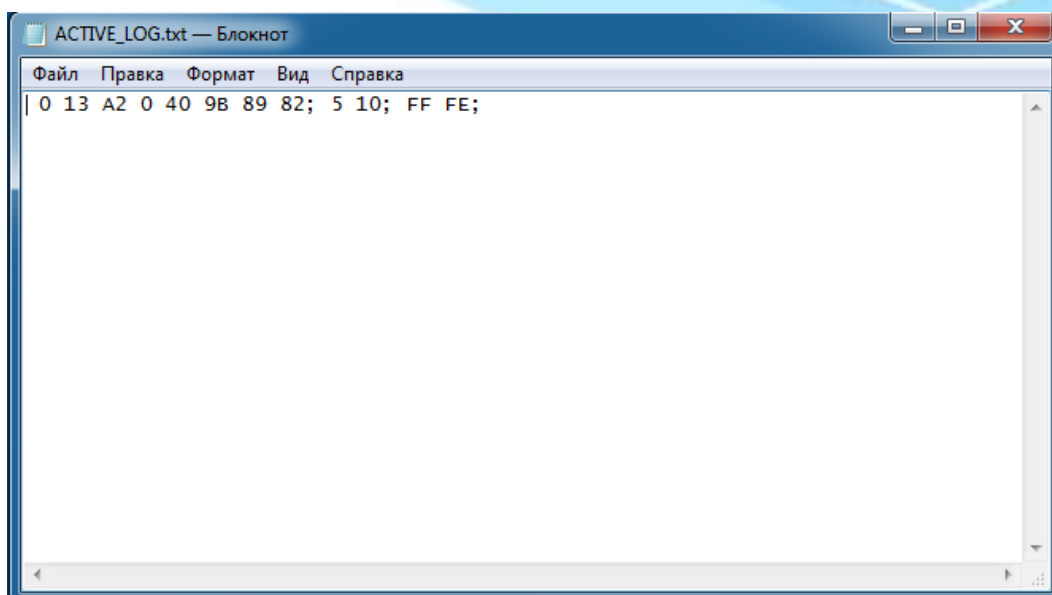 ACTIVE_LOG.txt — Блокнот
Файл Правка Формат Вид Справка
0 13 A2 0 40 9B 89 82; 5 10; FF FE;